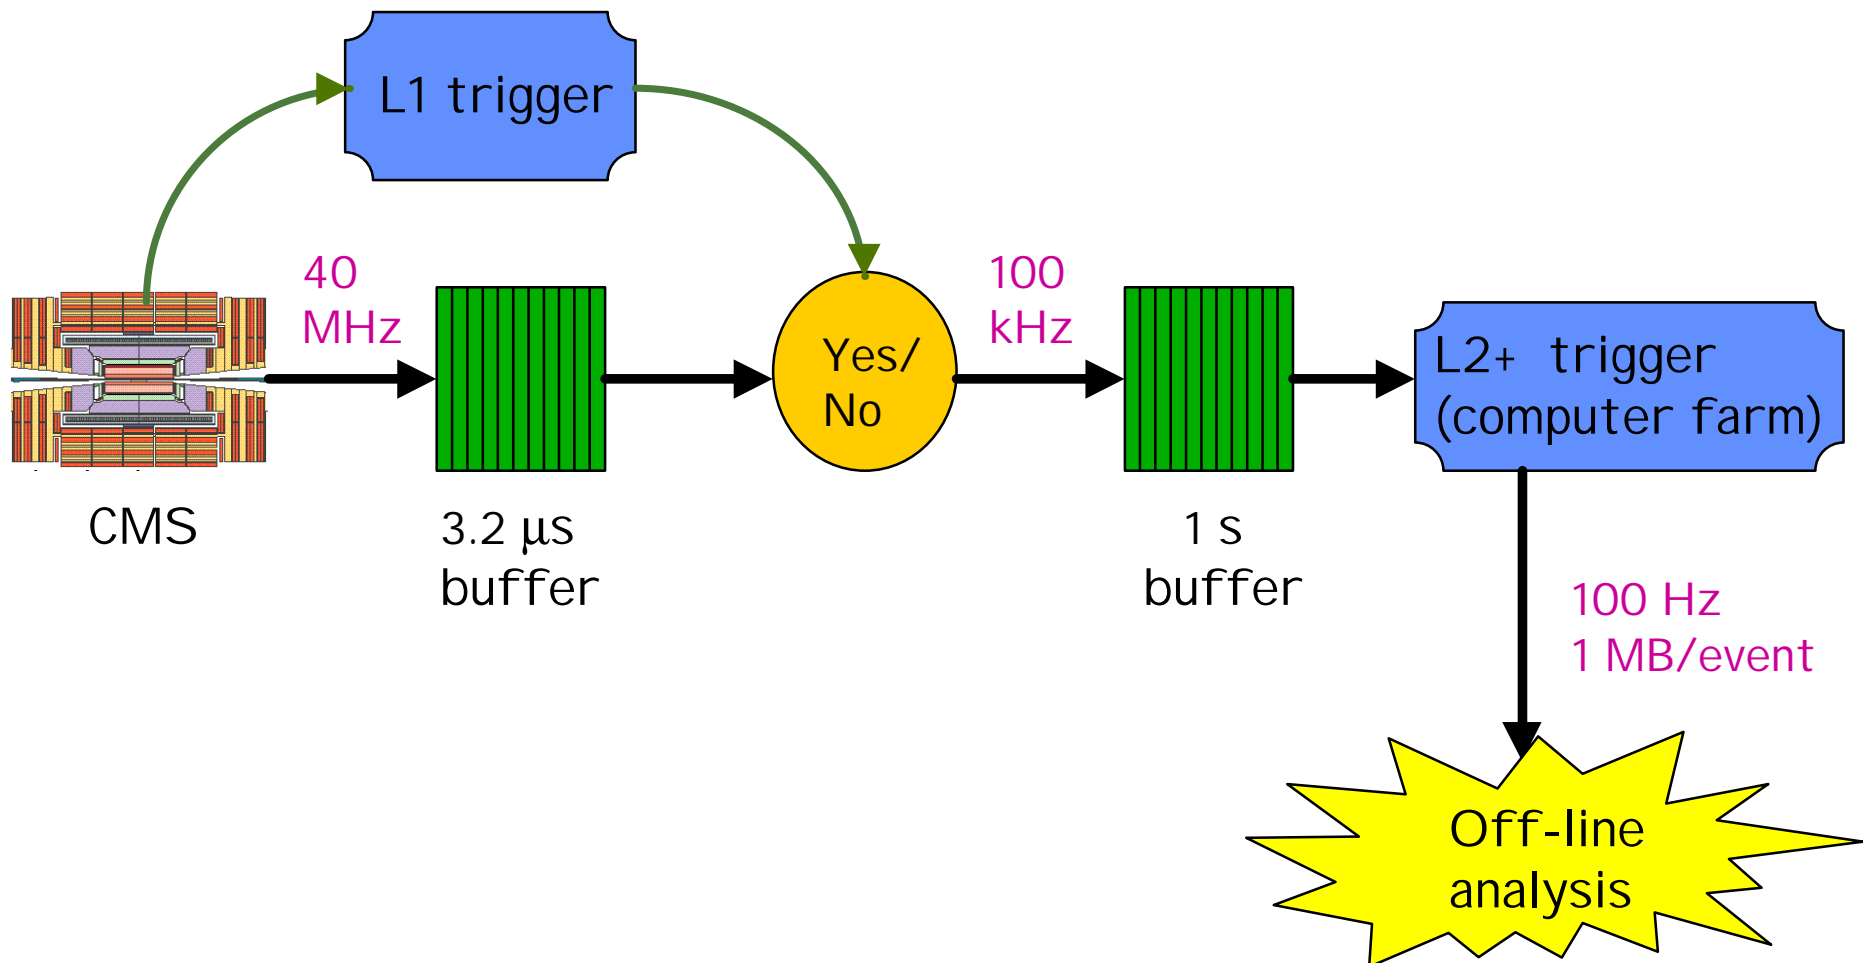 L1 trigger
40
MHz
100
kHz
Yes/
No
L2+ trigger
(computer farm)
CMS
3.2 μs
buffer
1 s
buffer
100 Hz
1 MB/event
Off-line
analysis